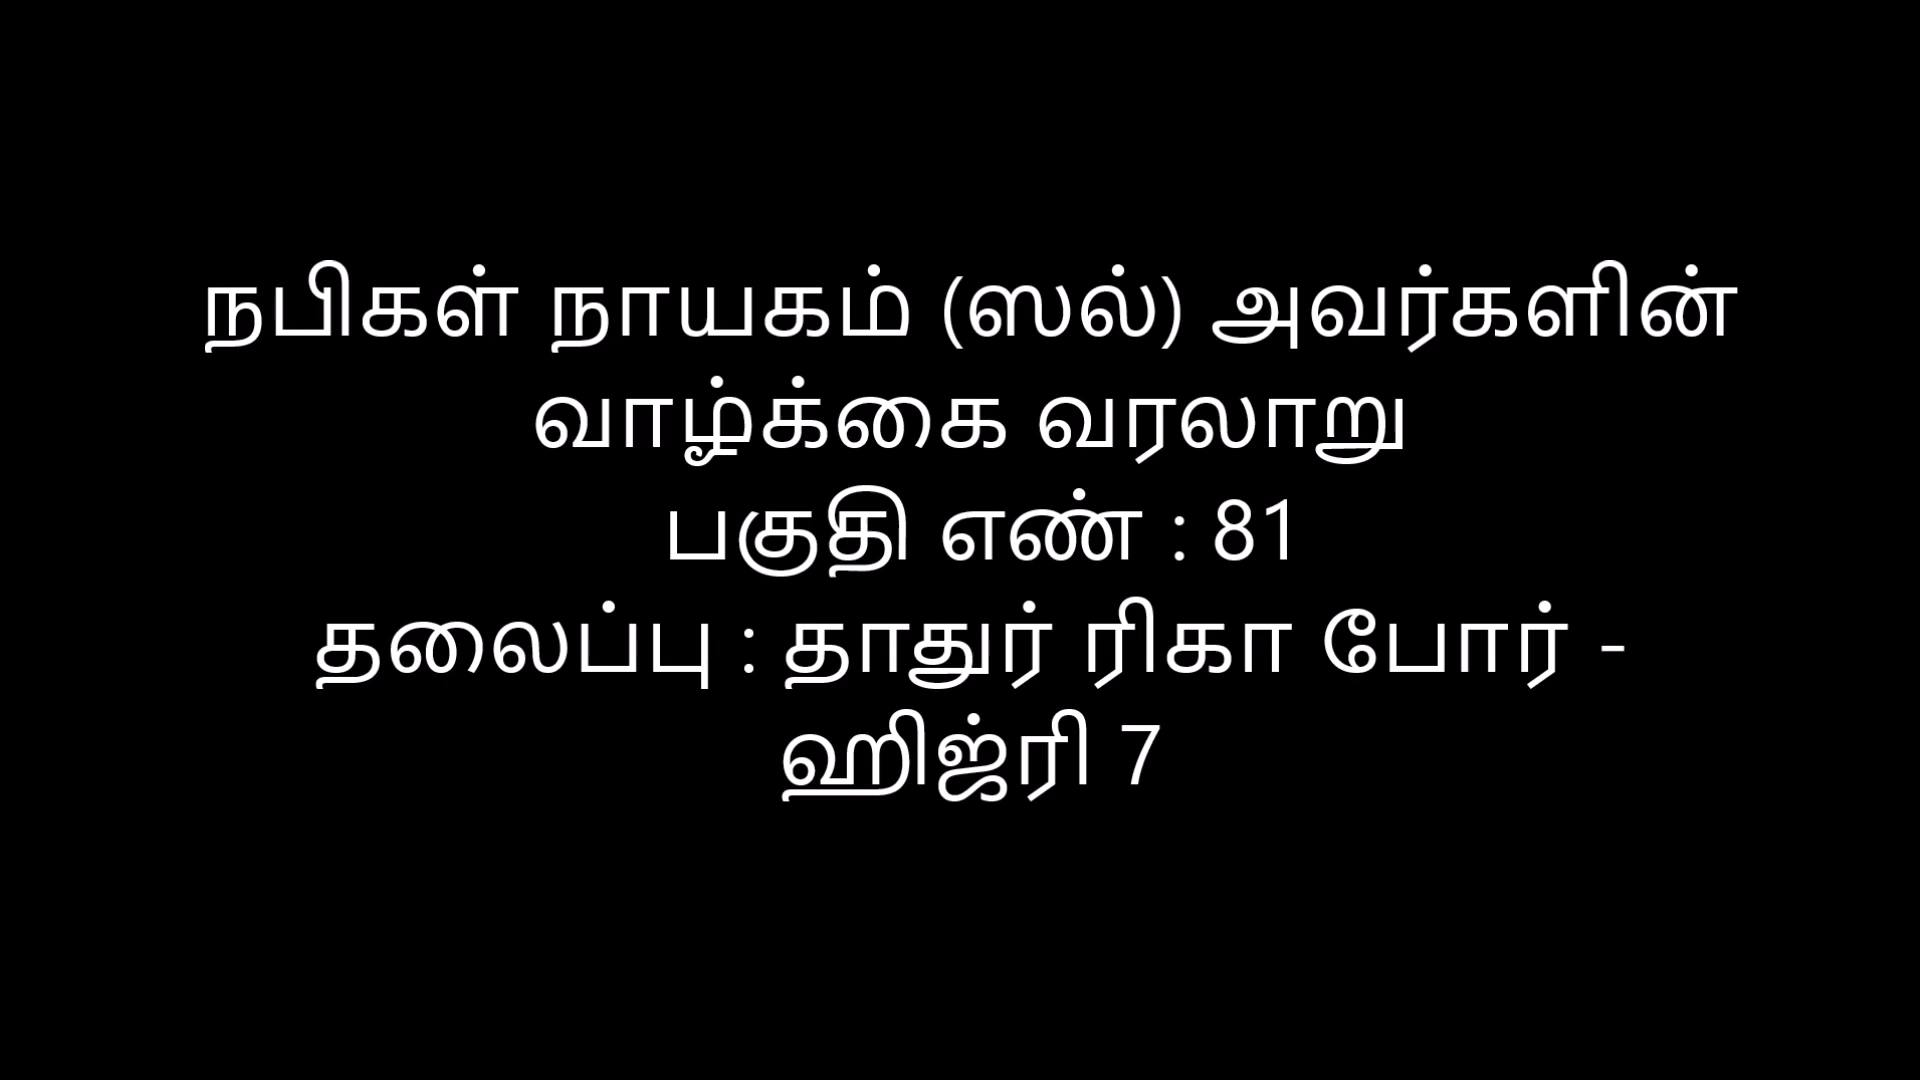 நபிகள் நாயகம் (ஸல்) அவர்களின்
வாழ்க்கை வரலாறு
பகுதி எண் : 81
தலைப்பு : தாதுர் ரிகா போர் -
ஹிஜ்ரி 7